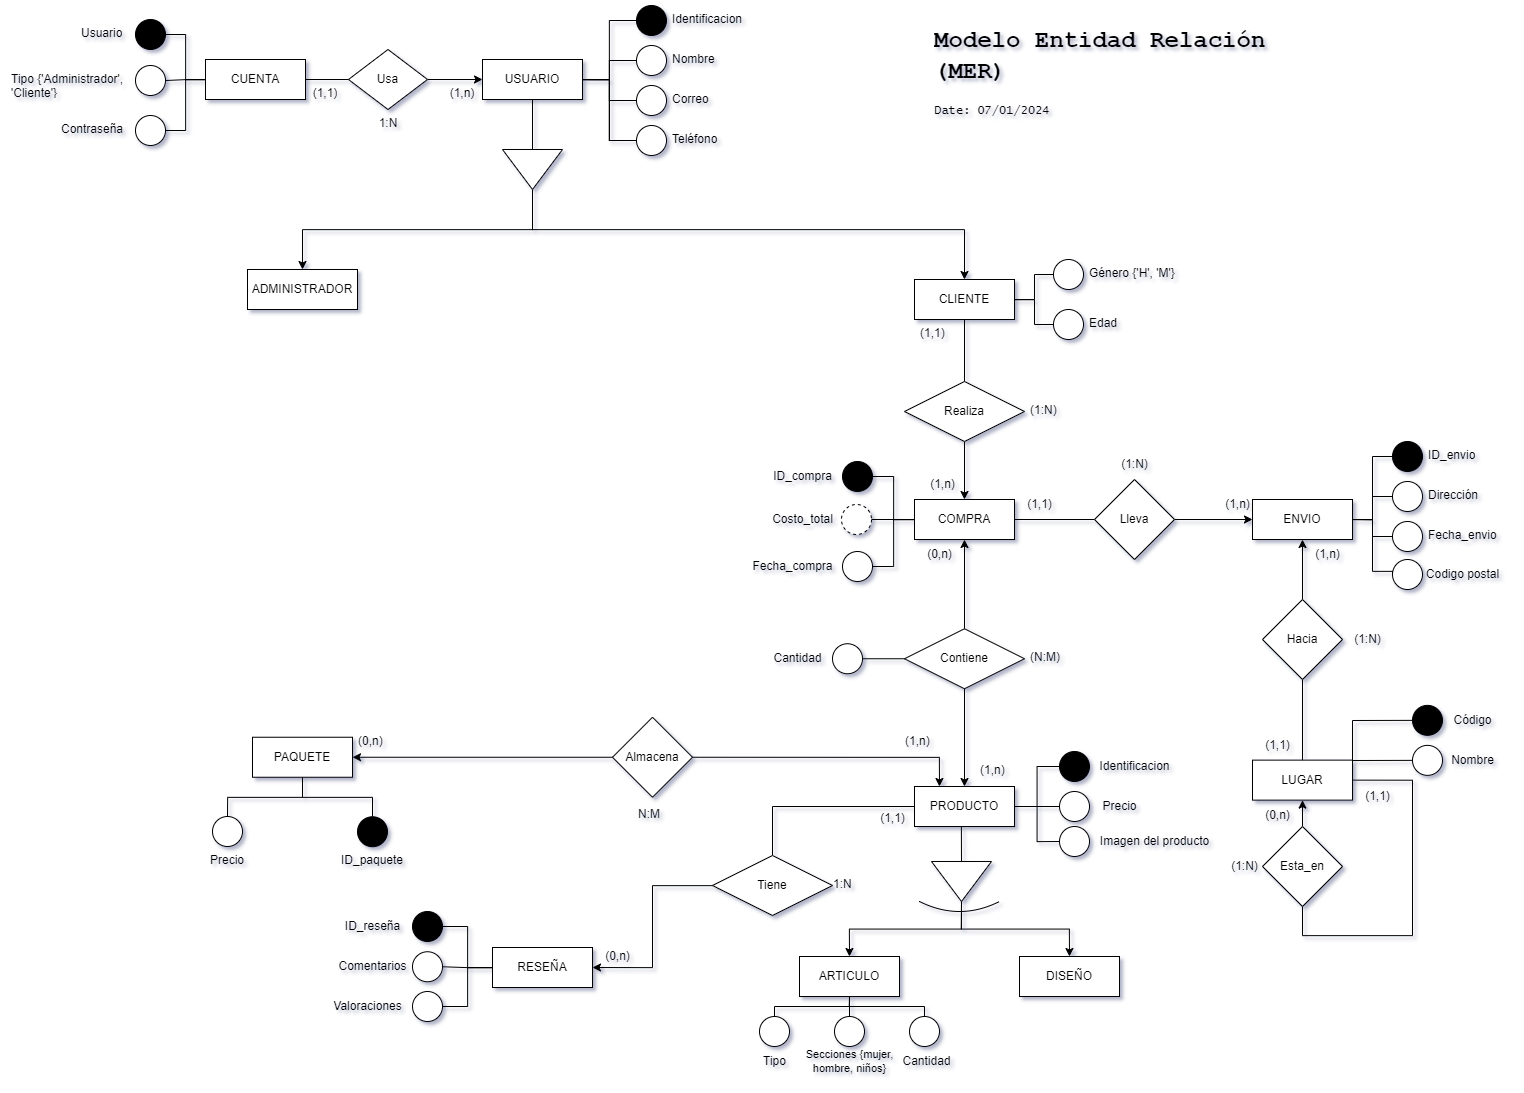 Modelo Entidad Relación
(MER)
Date: 07/01/2024
Usuario
Tipo {'Administrador',
'Cliente'}
Contraseña
CUENTA
(1,1)
Usa
1:N
(1,n)
USUARIO
Identificacion
Nombre
Correo
Teléfono
ADMINISTRADOR
CLIENTE
(1,1)
Género {'H', 'M'}
Edad
Realiza
(1:N)
(1,n)
ID_compra
Costo_total
Fecha_compra
COMPRA
(1,1)
(0,n)
(1:N)
Lleva
(1,n)
ENVIO
(1,n)
ID_envio
Dirección
Fecha_envio
Codigo postal
Hacia
(1:N)
(1,1)
Cantidad
Contiene
(N:M)
(1,n)
LUGAR
Código
Nombre
(1,1)
(0,n)
(1:N)
Esta_en
PAQUETE
(0,n)
Precio
ID_paquete
Almacena
N:M
(1,n)
PRODUCTO
(1,1)
Identificacion
Precio
Imagen del producto
Tiene
1:N
(0,n)
RESEÑA
ID_reseña
Comentarios
Valoraciones
ARTICULO
DISEÑO
Tipo
Secciones {mujer,
hombre, niños}
Cantidad